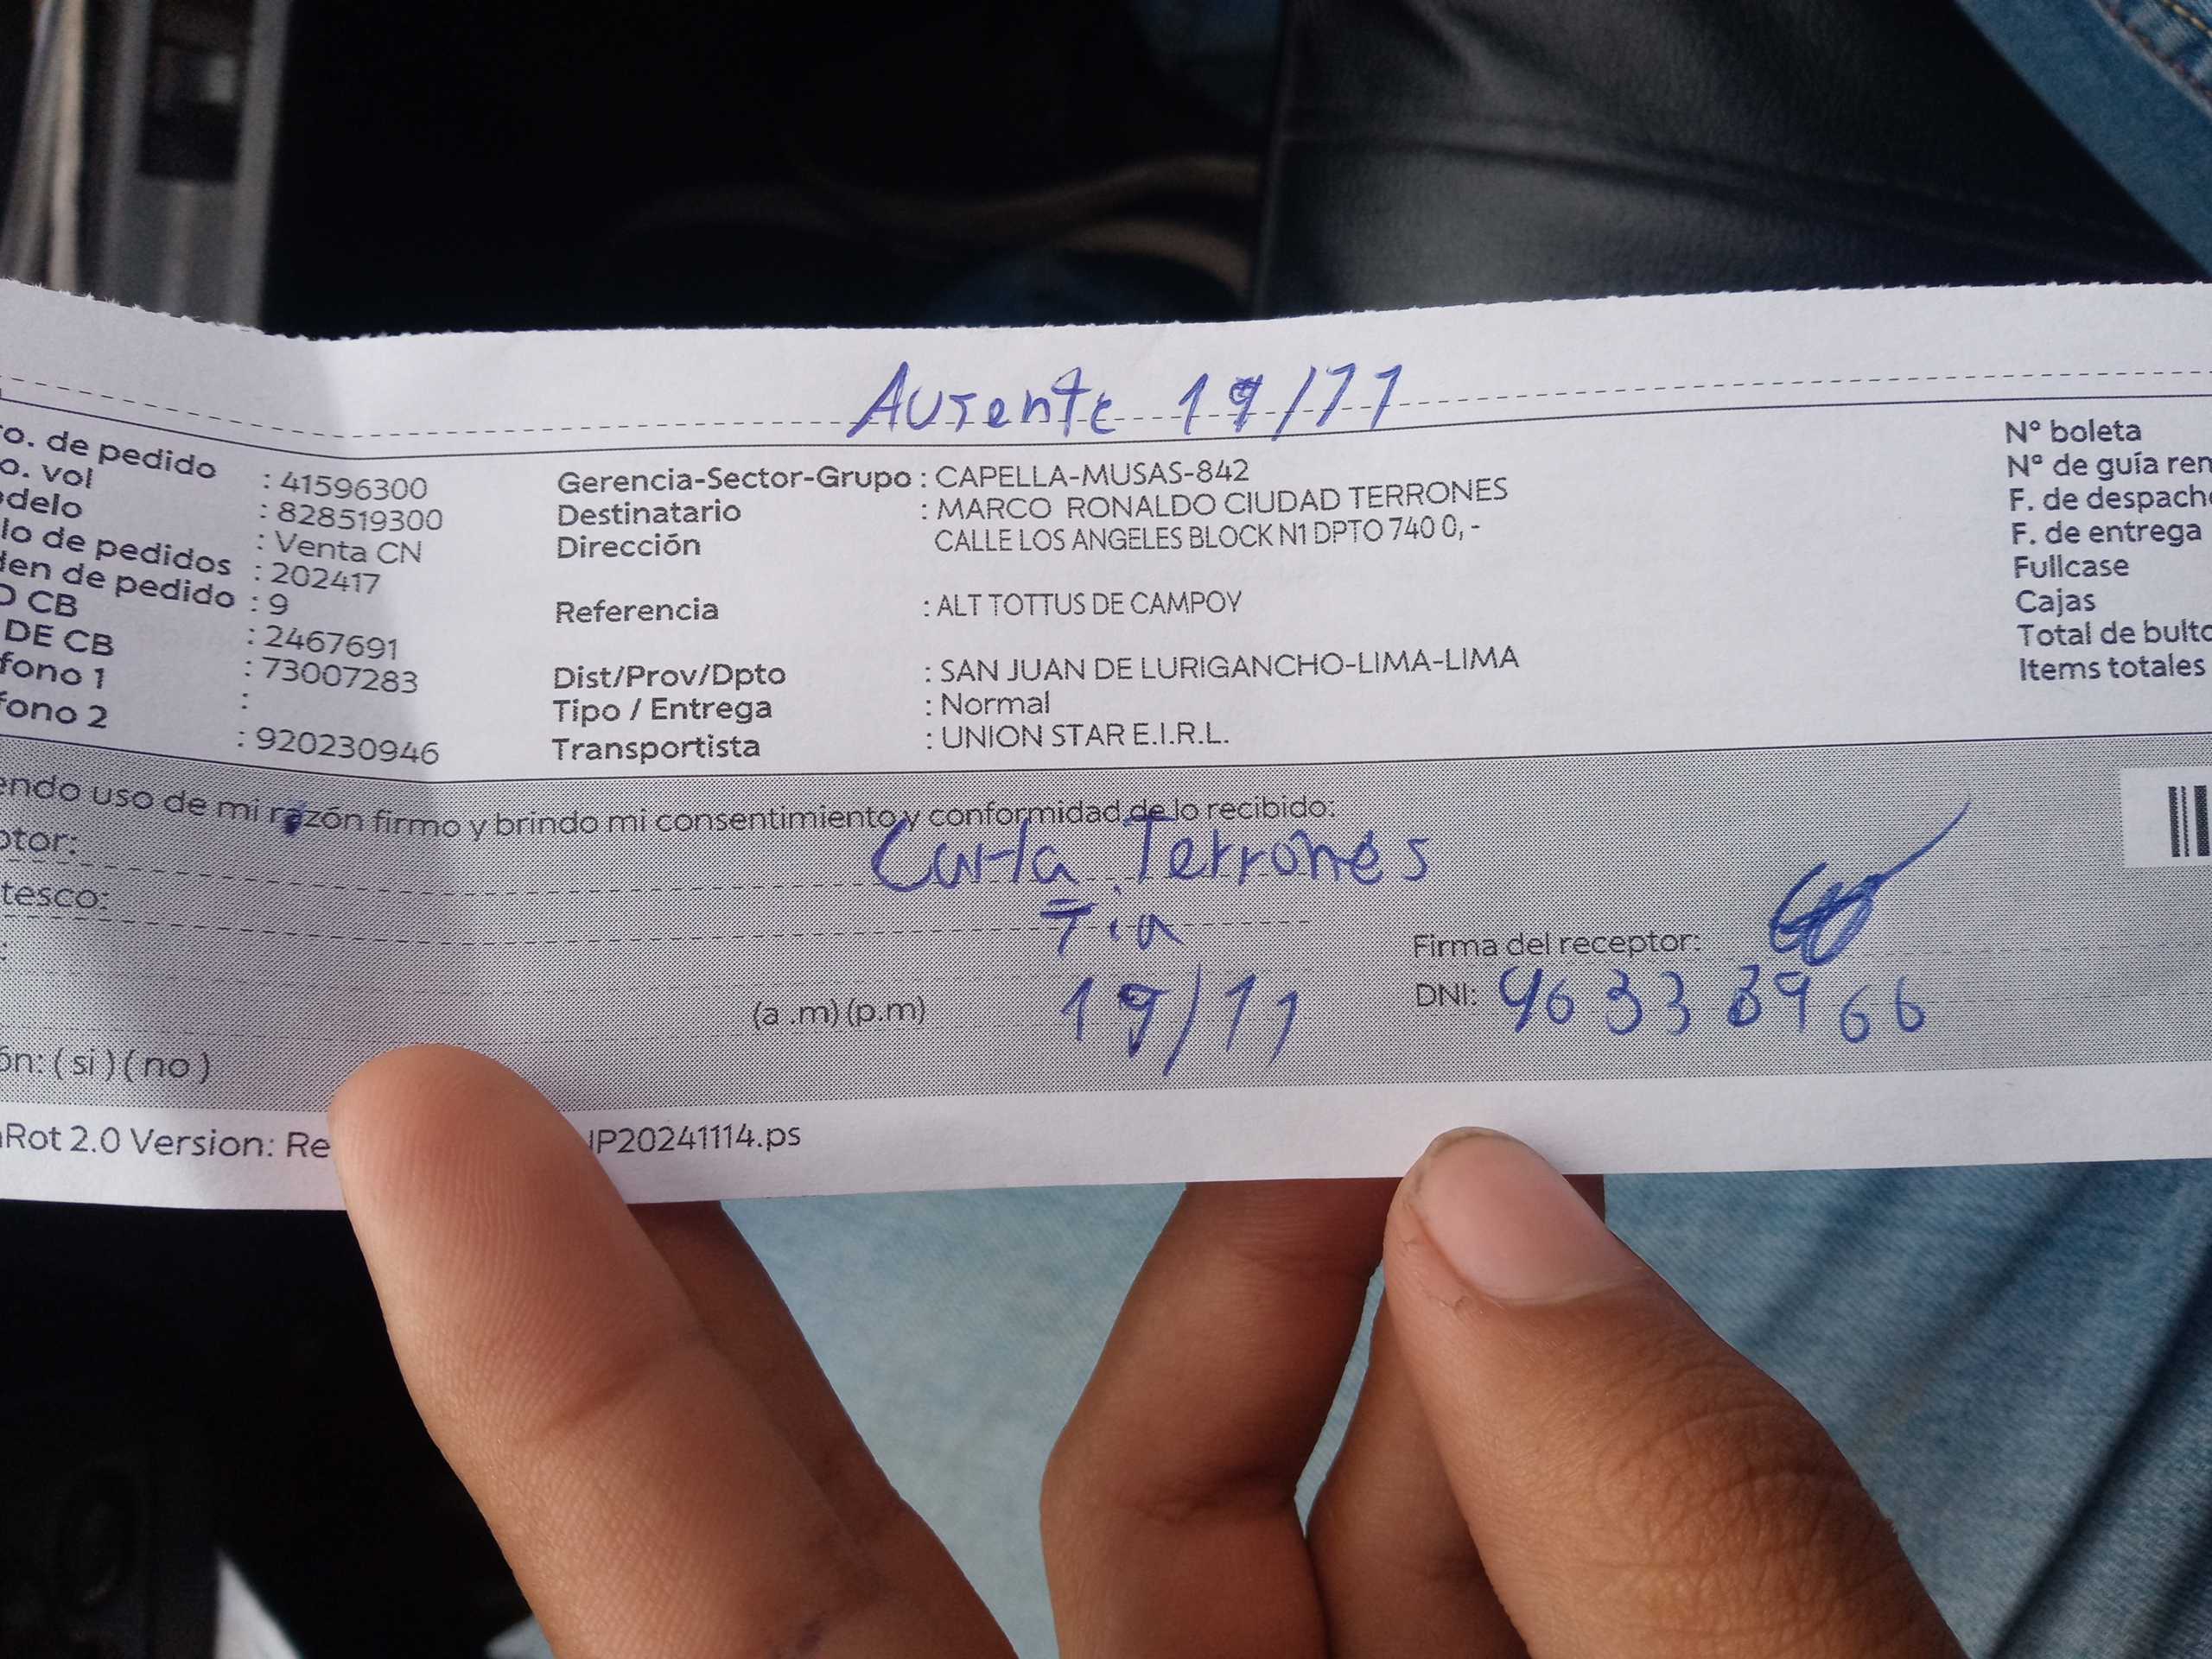 Ausente 19/11
o. de pedido : 41596300
o. vol : 828519300
delo : Venta CN
lo de pedidos : 202417
den de pedido : 9
O CB : 2467691
DE CB : 73007283
fono 1 :
fono 2 : 920230946
Gerencia-Sector-Grupo : CAPELLA-MUSAS-842
Destinatario : MARCO RONALDO CIUDAD TERRONES
Dirección CALLE LOS ANGELES BLOCK N1 DPTO 740 0, -
Referencia : ALT TOTTUS DE CAMPOY
Dist/Prov/Dpto : SAN JUAN DE LURIGANCHO-LIMA-LIMA
Tipo / Entrega : Normal
Transportista : UNION STAR E.I.R.L.
N° boleta
N° de guía rem
F. de despacho
F. de entrega
Fullcase
Cajas
Total de bulto
Items totales
endo uso de mi razón firmo y brindo mi consentimiento y conformidad de lo recibido:
ptor: Carla Terrones
tesco: Tia
: 
Firma del receptor:
(a .m) (p.m) 19/11
DNI: 46333966
ón: ( si ) ( no )
Rot 2.0 Version: Re IP20241114.ps